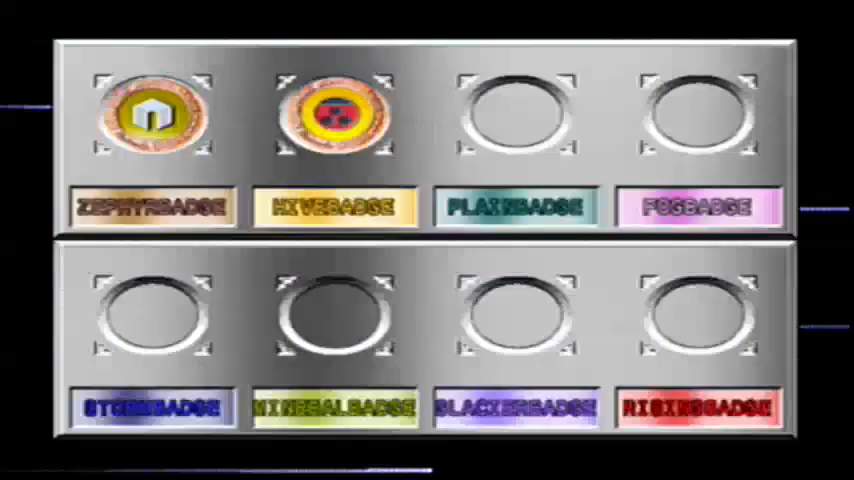 ZEPHYRBADGE
HIVEBADGE
PLAINBADGE
FOGBADGE
STORMBADGE
MINERALBADGE
GLACIERBADGE
RISINGBADGE